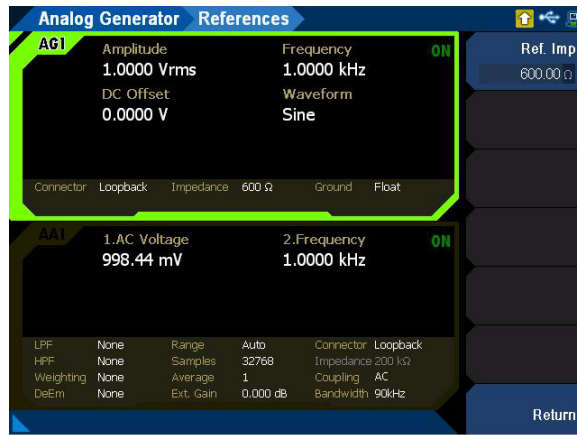 Analog Generator References
AG1
Amplitude Frequency ON
1.0000 Vrms 1.0000 kHz
DC Offset Waveform
0.0000 V Sine
Connector Loopback Impedance 600 Ω Ground Float
Ref. Imp
600.00 Ω
AA1
1.AC Voltage 2.Frequency ON
998.44 mV 1.0000 kHz
LPF None Range Auto Connector Loopback
HPF None Samples 32768 Impedance 200 kΩ
Weighting None Average 1 Coupling AC
DeEm None Ext. Gain 0.000 dB Bandwidth 90kHz
Return